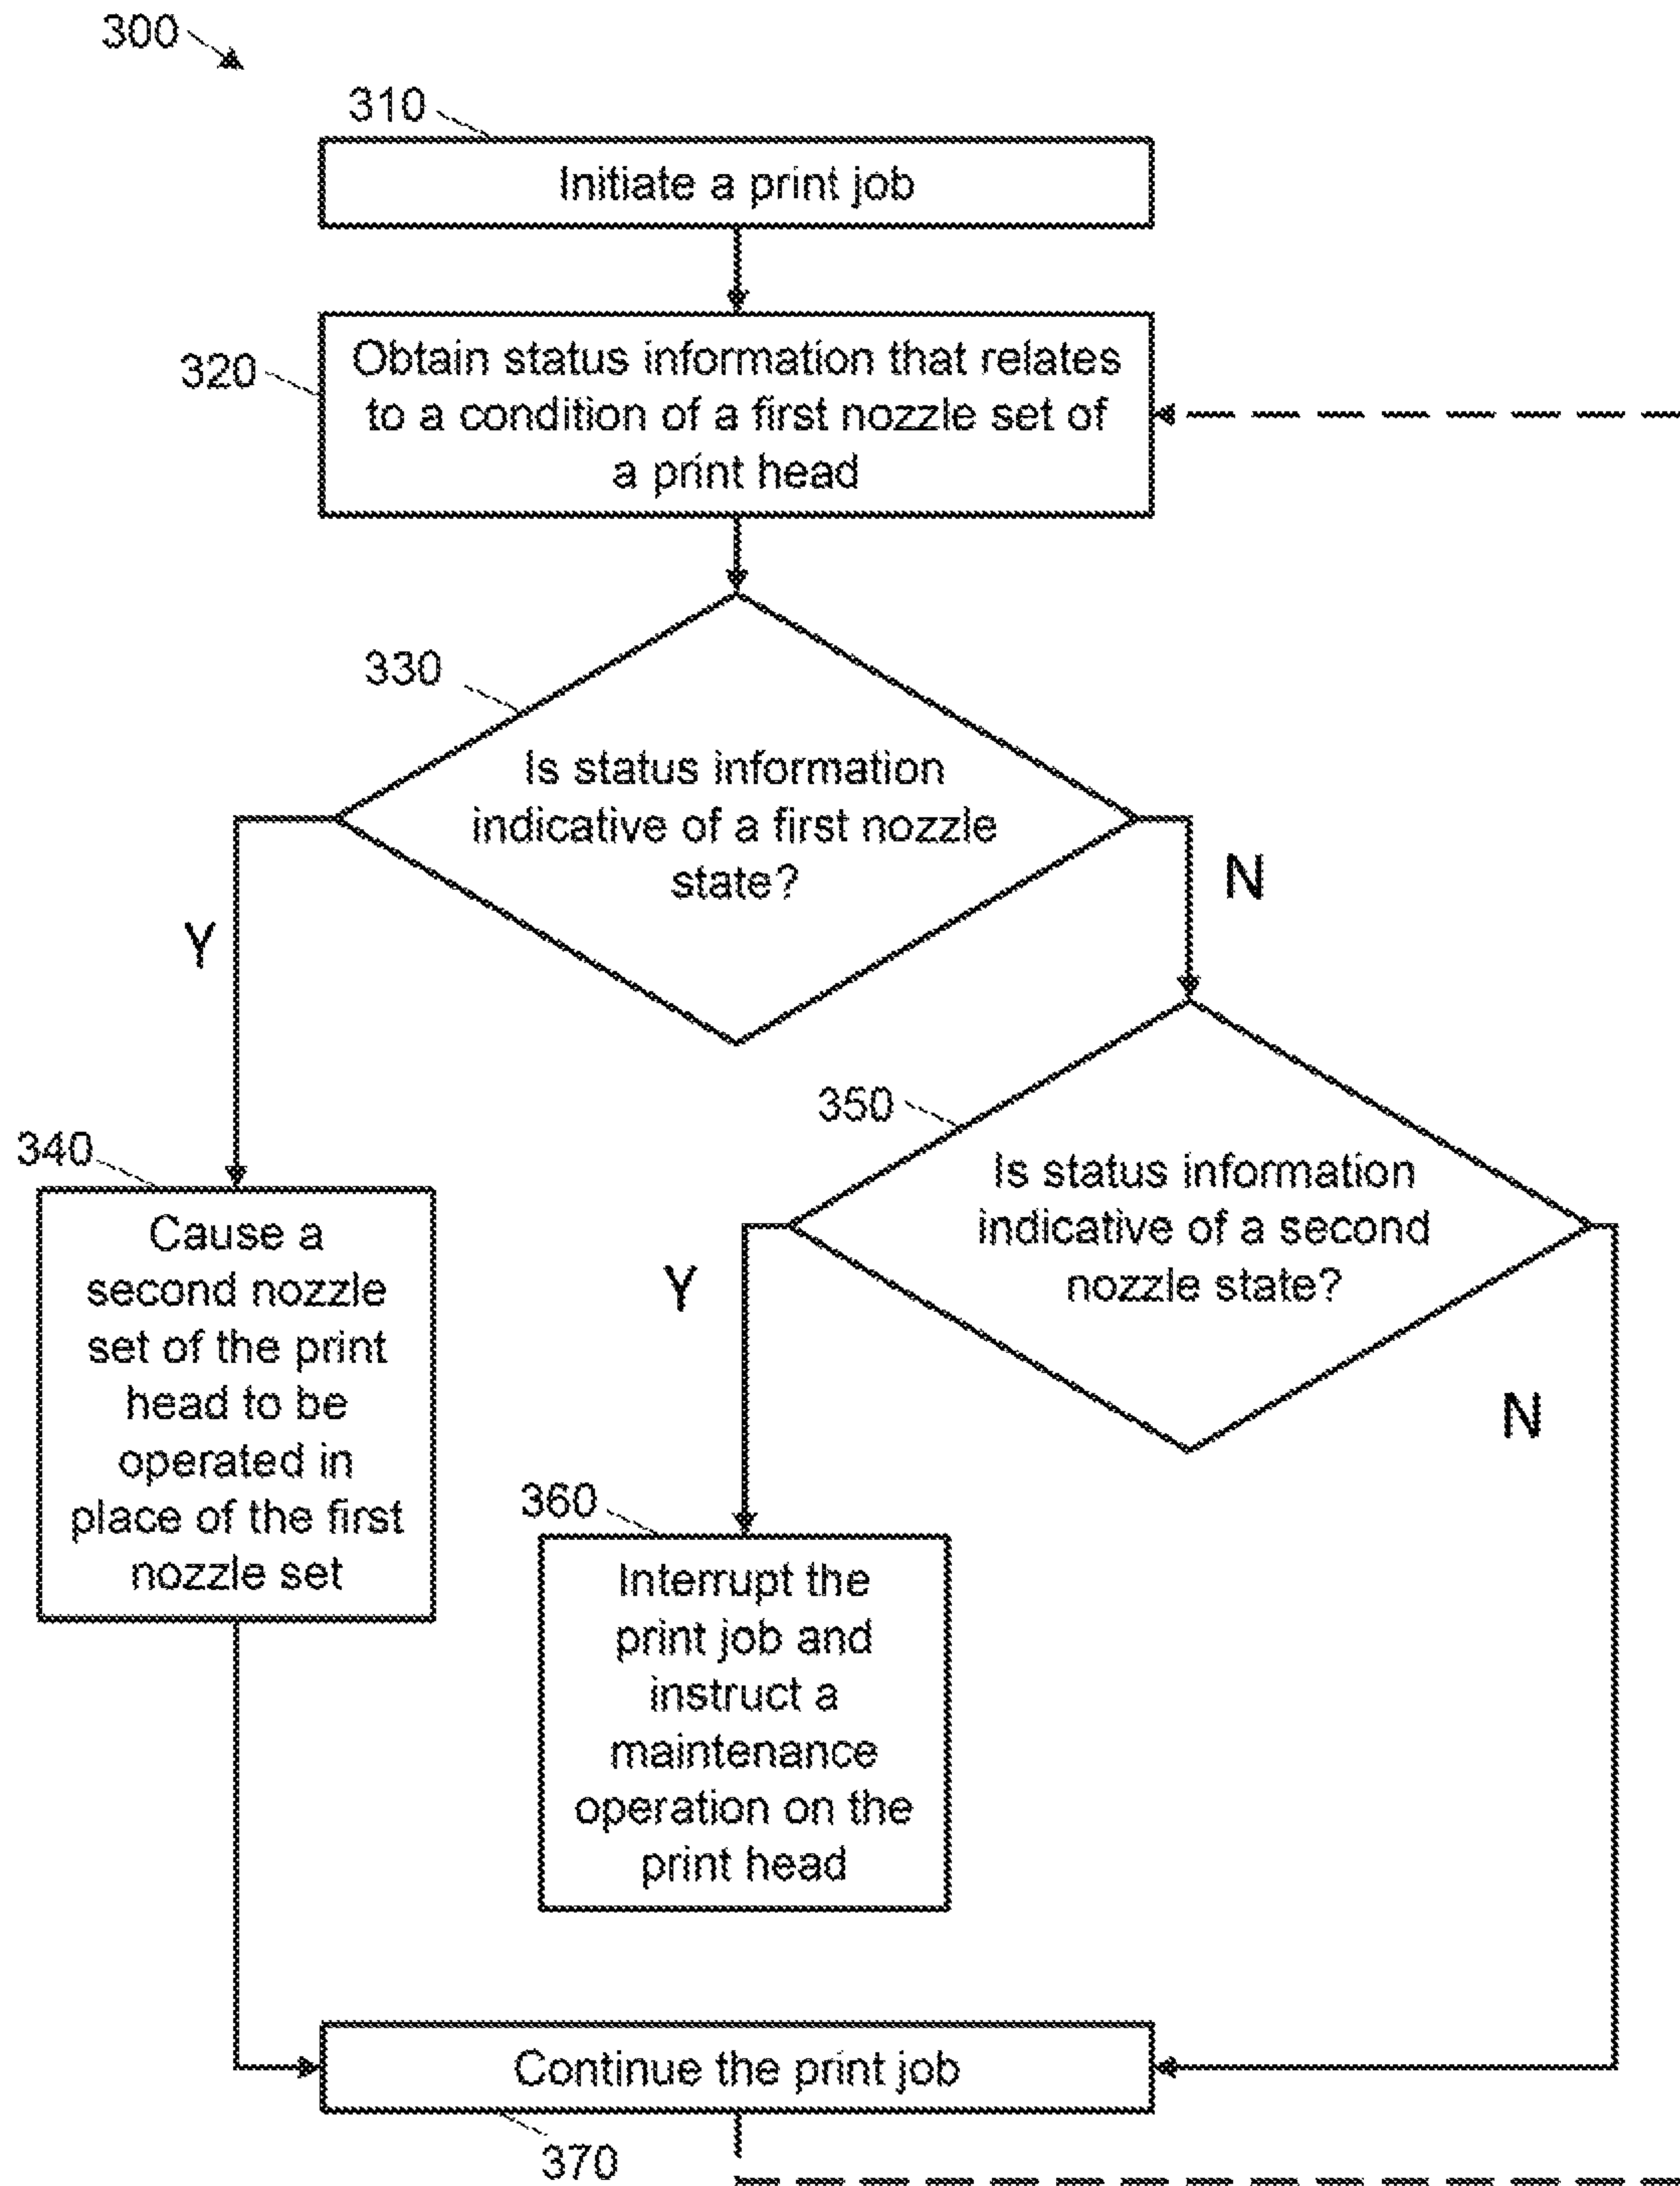 300
310
Initiate a print job
320
Obtain status information that relates
to a condition of a first nozzle set of
a print head
330
Is status information
indicative of a first nozzle
state?
Y
N
340
Cause a
second nozzle
set of the print
head to be
operated in
place of the first
nozzle set
350
Is status information
indicative of a second
nozzle state?
Y
N
360
Interrupt the
print job and
instruct a
maintenance
operation on the
print head
Continue the print job
370